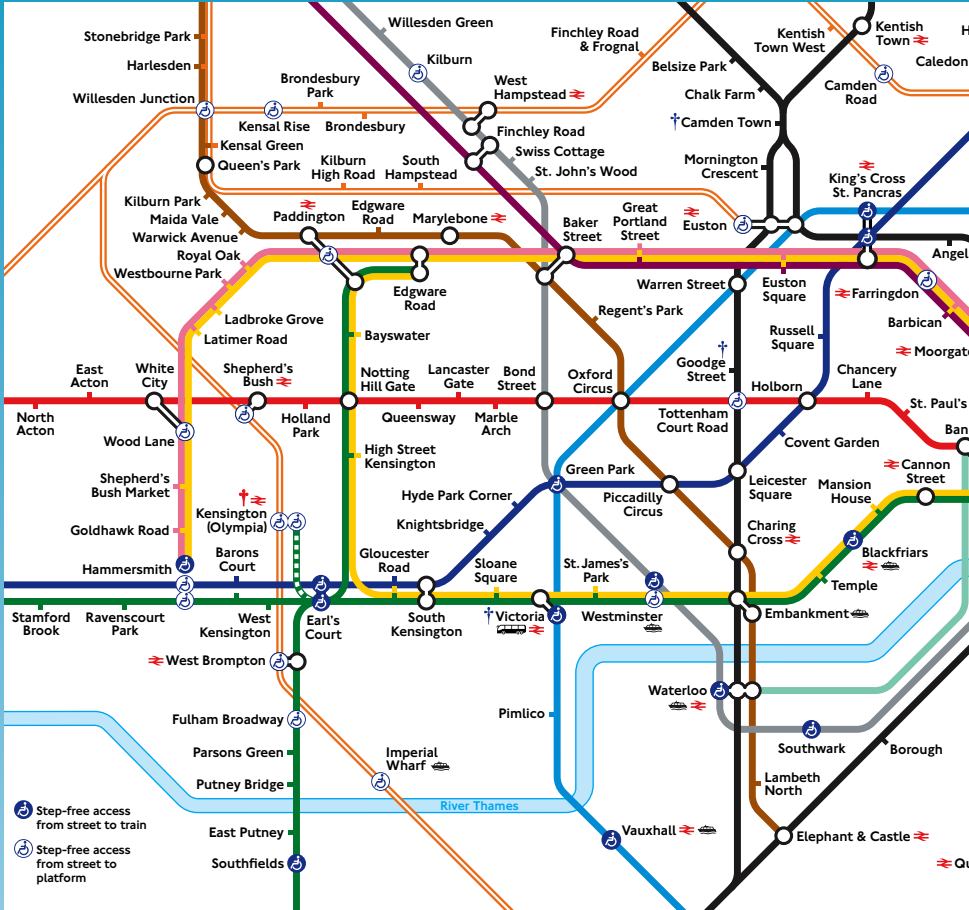 Stonebridge Park
Harlesden
Willesden Junction
Kensal Rise
Brondesbury
Park
Brondesbury
Willesden Green
Kilburn
West
Hampstead
Finchley Road
& Frognal
Finchley Road
Swiss Cottage
St. John's Wood
Belsize Park
Chalk Farm
†Camden Town
Mornington
Crescent
Kentish
Town West
Kentish
Town
Camden
Road
H
Caledon
King's Cross
St. Pancras
Euston
Angel
Kensal Green
Queen's Park
Kilburn
High Road
South
Hampstead
Kilburn Park
Maida Vale
Warwick Avenue
Royal Oak
Westbourne Park
Paddington
Edgware
Road
Marylebone
Baker
Street
Great
Portland
Street
Edgware
Road
Warren Street
Euston
Square
Farringdon
Barbican
Moorgat
Regent's Park
Russell
Square
†
Goodge
Street
Ladbroke Grove
Latimer Road
Bayswater
East
Acton
White
City
Shepherd's
Bush
Notting
Hill Gate
Lancaster
Gate
Bond
Street
Oxford
Circus
Holborn
Chancery
Lane
St. Paul's
Ban
North
Acton
Wood Lane
Holland
Park
Queensway
Marble
Arch
Tottenham
Court Road
Covent Garden
High Street
Kensington
Green Park
Leicester
Square
Cannon
Street
Mansion
House
Shepherd's
Bush Market
Goldhawk Road
†
Kensington
(Olympia)
Hyde Park Corner
Knightsbridge
Piccadilly
Circus
Charing
Cross
Blackfriars
Temple
Hammersmith
Barons
Court
Gloucester
Road
Sloane
Square
St. James's
Park
Stamford
Brook
Ravenscourt
Park
West
Kensington
Earl's
Court
South
Kensington
†Victoria
Westminster
Embankment
West Brompton
Waterloo
Fulham Broadway
Pimlico
Southwark
Borough
Parsons Green
Imperial
Wharf
Putney Bridge
Lambeth
North
River Thames
Step-free access
from street to train
East Putney
Vauxhall
Elephant & Castle
Step-free access
from street to
platform
Southfields
Qu